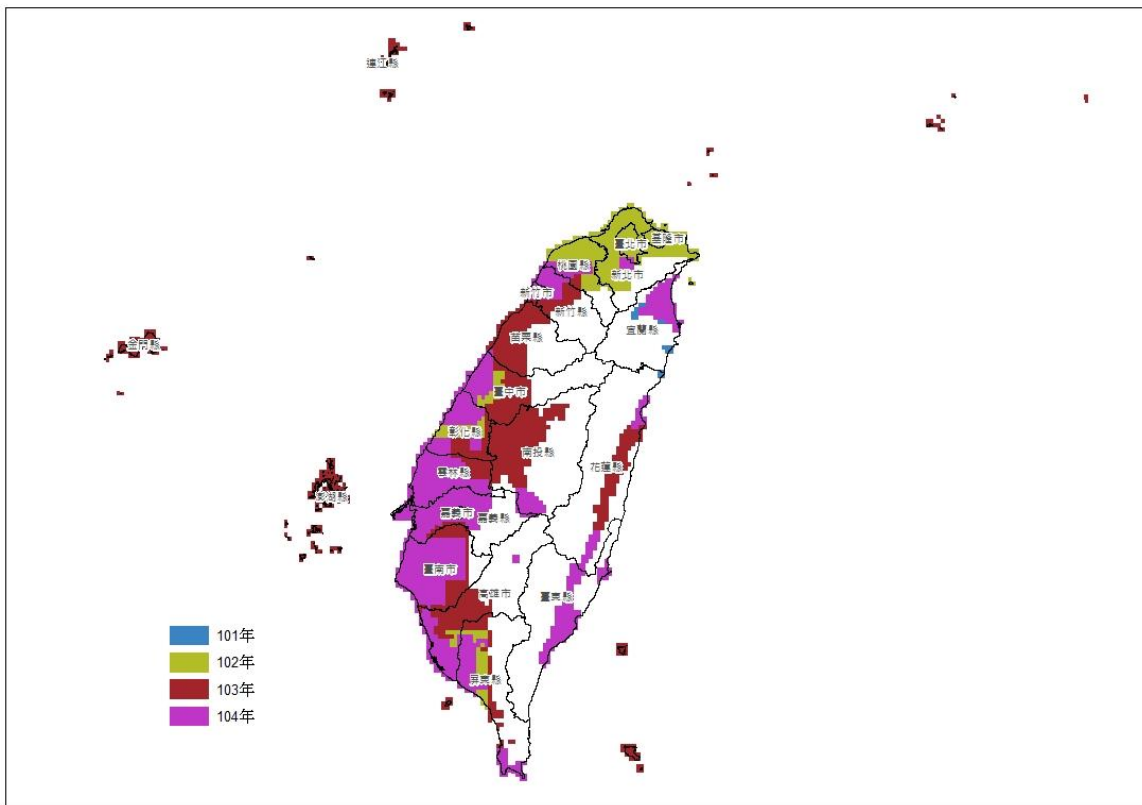 連江縣
基隆市
臺北市
桃園縣
新北市
新竹市
新竹縣
宜蘭縣
苗栗縣
金門縣
臺中市
彰化縣
南投縣
花蓮縣
雲林縣
澎湖縣
嘉義市
嘉義縣
臺南市
高雄市
臺東縣
屏東縣
101年
102年
103年
104年